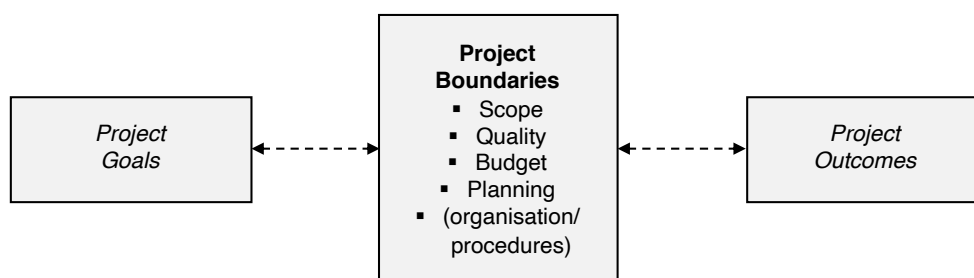 Project
Goals
Project
Boundaries
▪ Scope
▪ Quality
▪ Budget
▪ Planning
▪ (organisation/
procedures)
Project
Outcomes